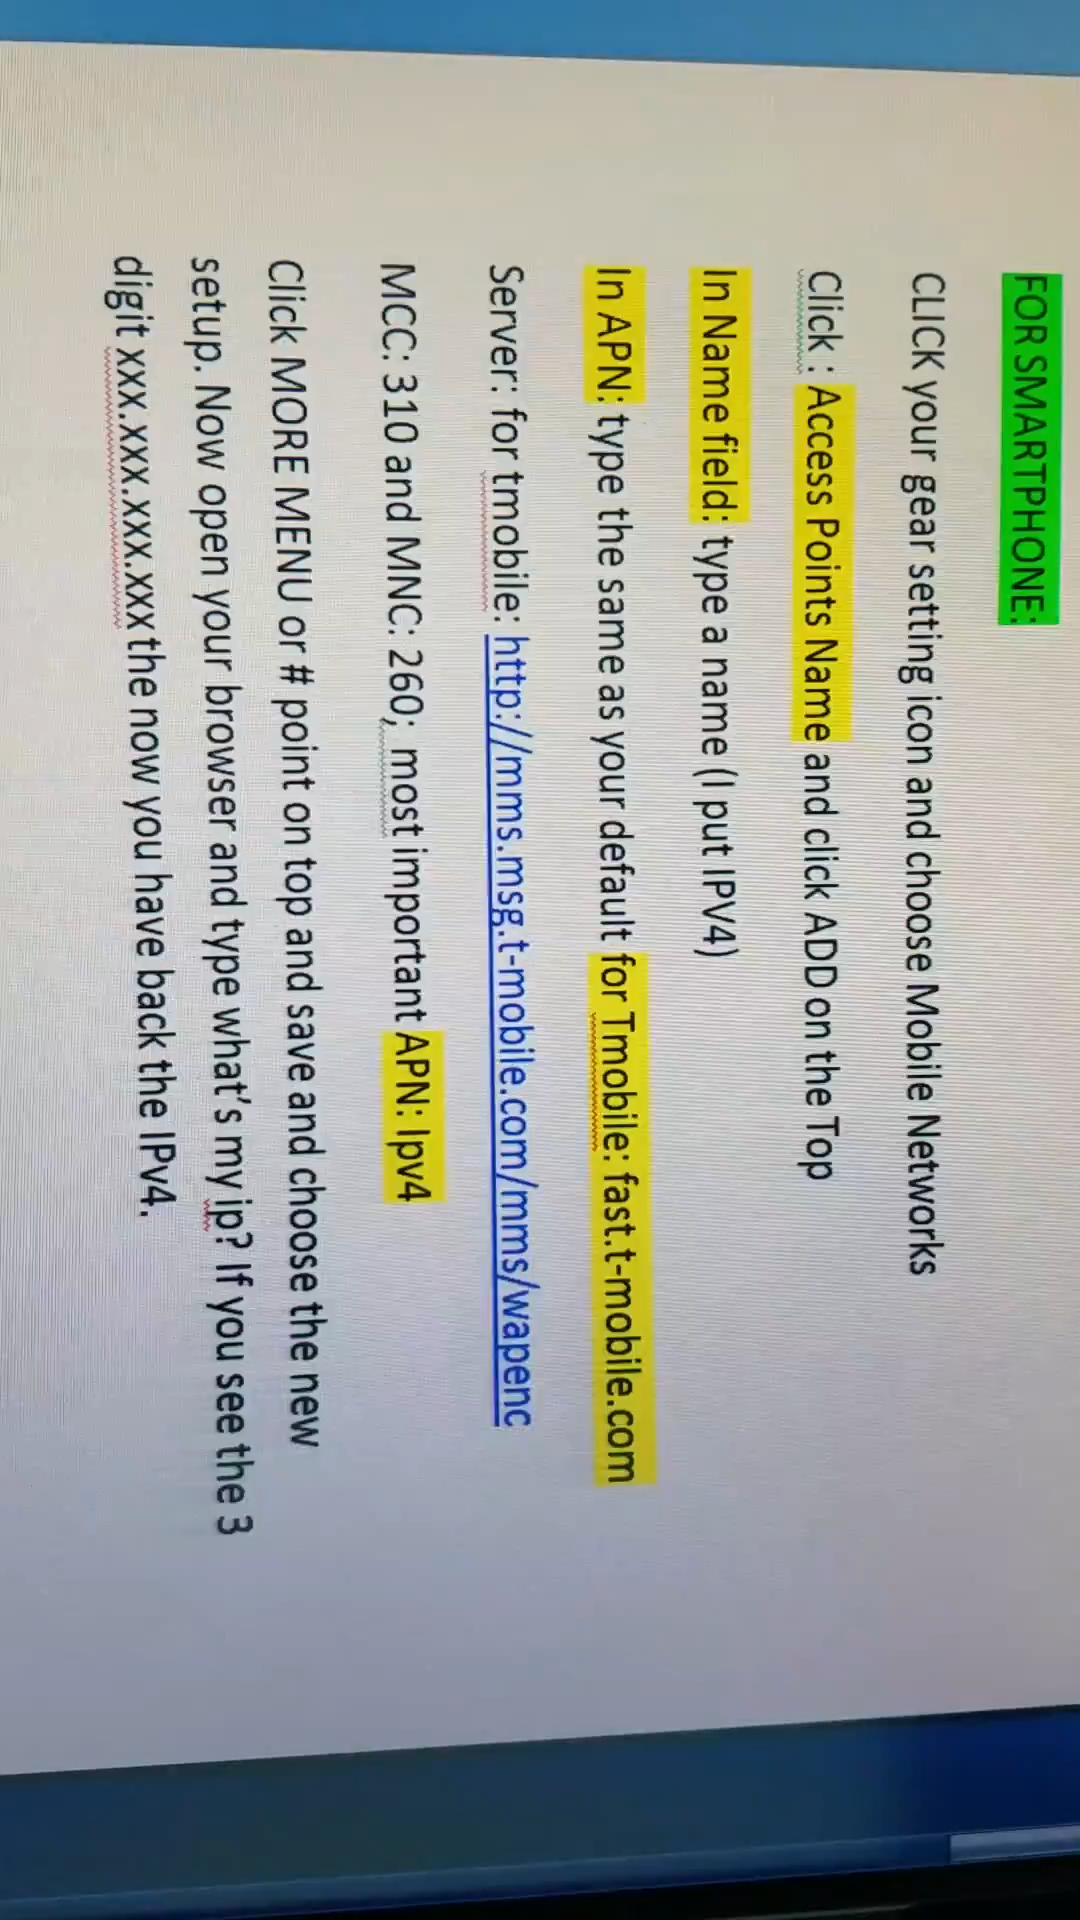 FOR SMARTPHONE:
CLICK your gear setting icon and choose Mobile Networks
Click : Access Points Name and click ADD on the Top
In Name field: type a name (I put IPV4)
In APN: type the same as your default for Tmobile: fast.t-mobile.com
Server: for tmobile: http://mms.msg.t-mobile.com/mms/wapenc
MCC: 310 and MNC: 260; most important APN: Ipv4
Click MORE MENU or # point on top and save and choose the new
setup. Now open your browser and type what's my ip? If you see the 3
digit xxx.xxx.xxx.xxx the now you have back the IPv4.